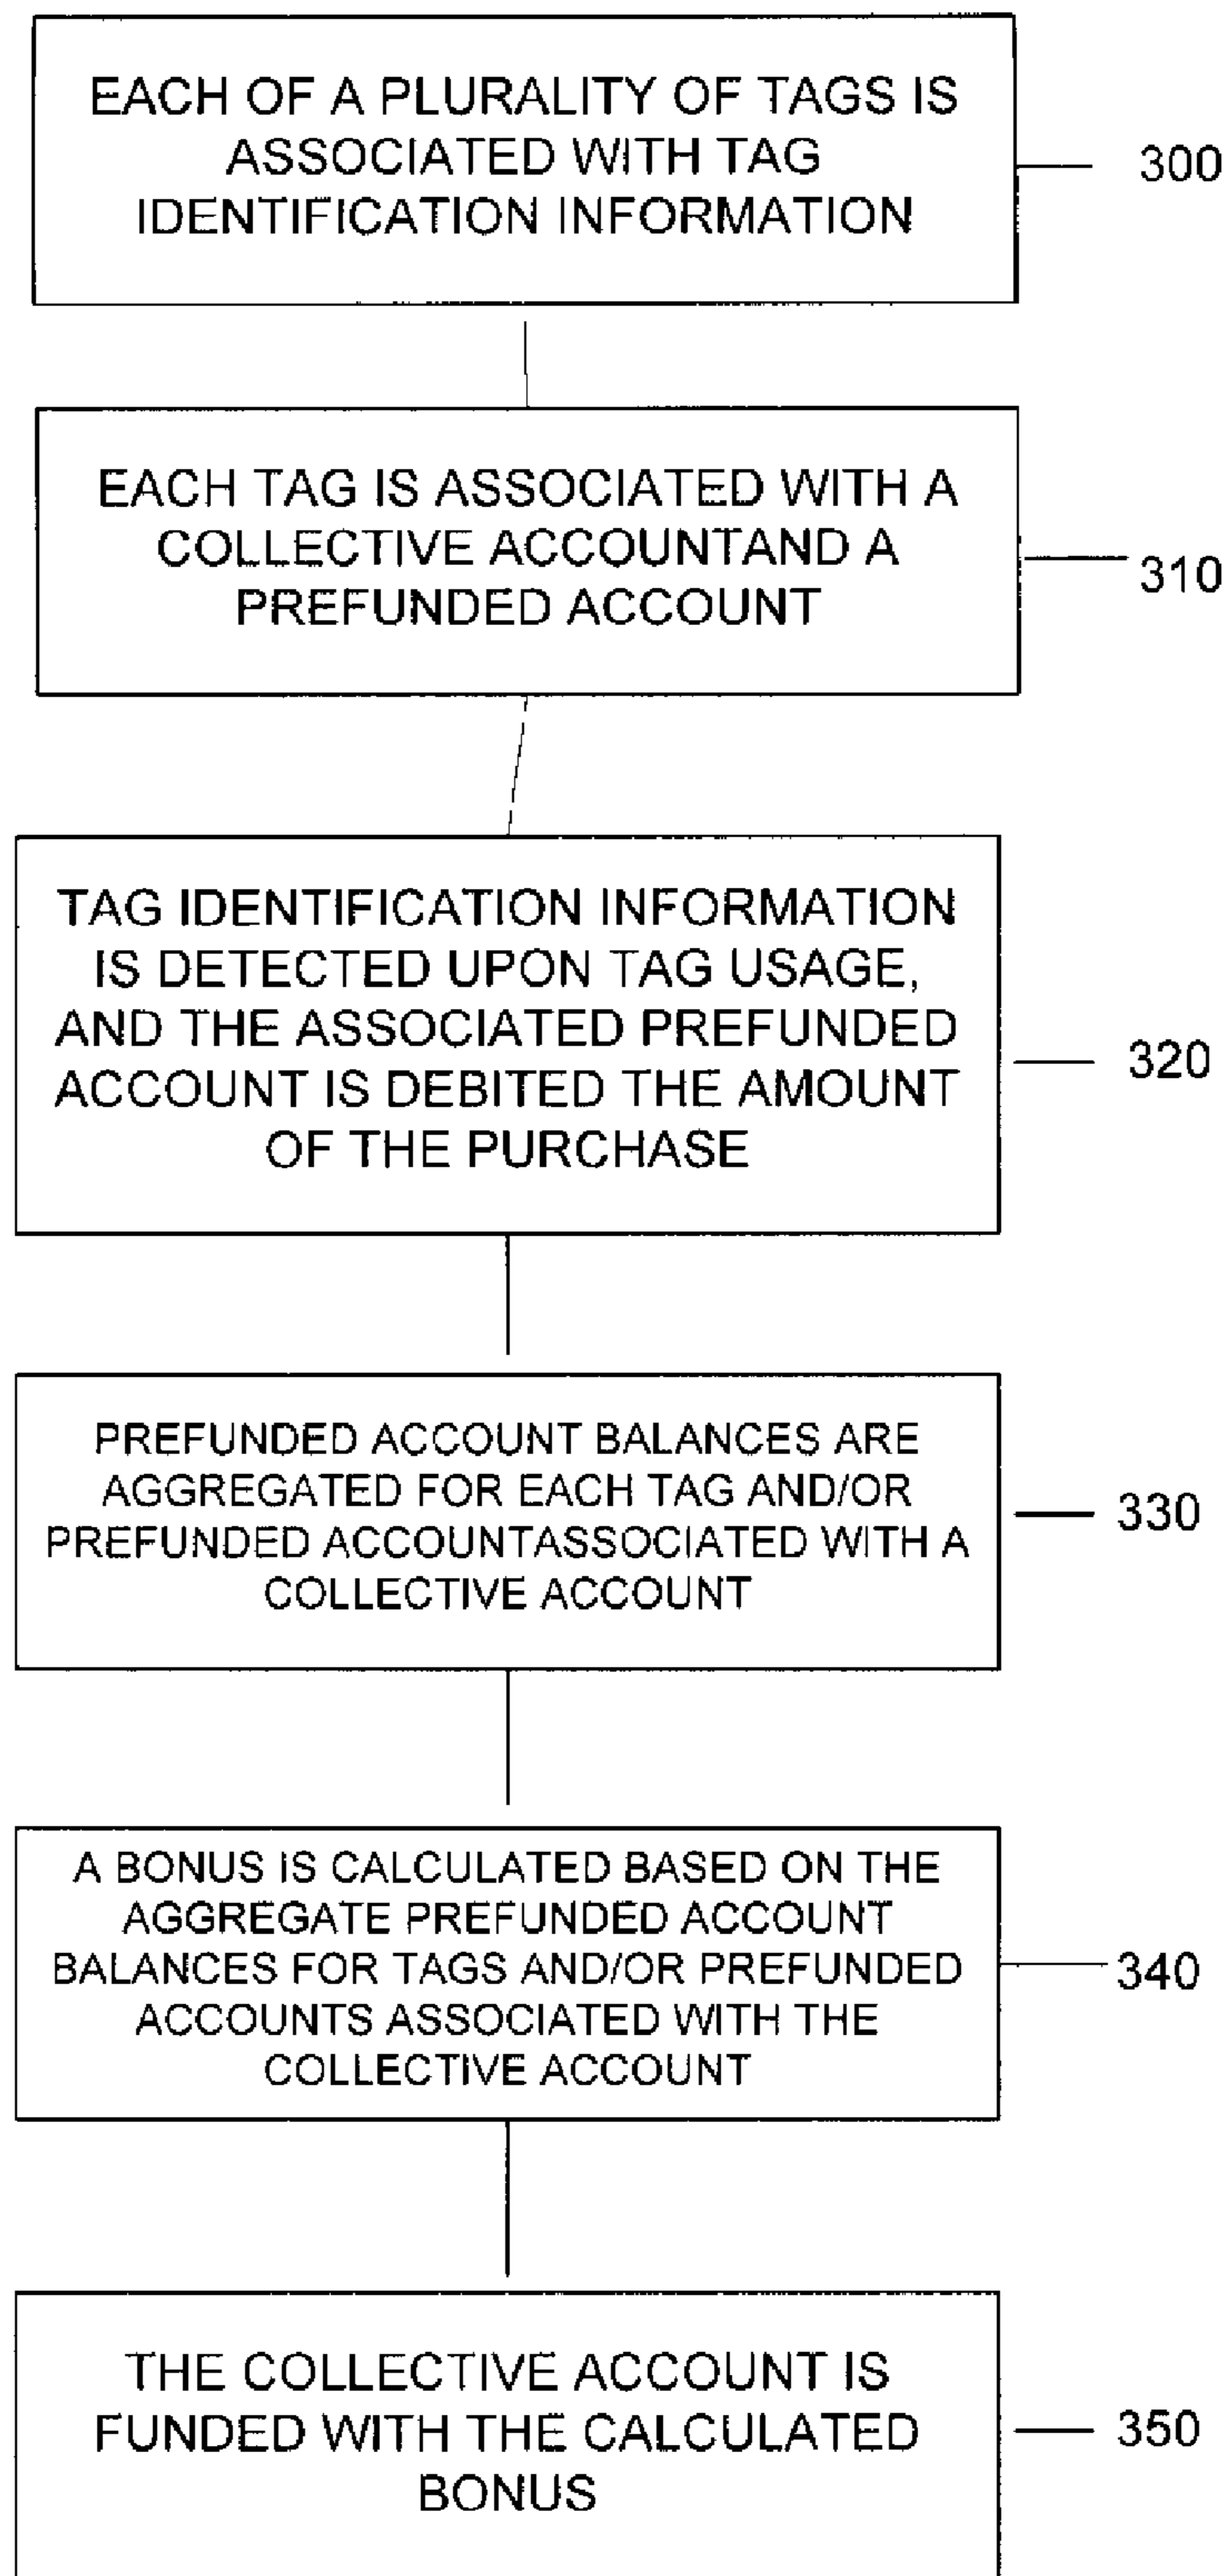 EACH OF A PLURALITY OF TAGS IS
ASSOCIATED WITH TAG
IDENTIFICATION INFORMATION
300
EACH TAG IS ASSOCIATED WITH A
COLLECTIVE ACCOUNTAND A
PREFUNDED ACCOUNT
310
TAG IDENTIFICATION INFORMATION
IS DETECTED UPON TAG USAGE,
AND THE ASSOCIATED PREFUNDED
ACCOUNT IS DEBITED THE AMOUNT
OF THE PURCHASE
320
PREFUNDED ACCOUNT BALANCES ARE
AGGREGATED FOR EACH TAG AND/OR
PREFUNDED ACCOUNTASSOCIATED WITH A
COLLECTIVE ACCOUNT
330
A BONUS IS CALCULATED BASED ON THE
AGGREGATE PREFUNDED ACCOUNT
BALANCES FOR TAGS AND/OR PREFUNDED
ACCOUNTS ASSOCIATED WITH THE
COLLECTIVE ACCOUNT
340
THE COLLECTIVE ACCOUNT IS
FUNDED WITH THE CALCULATED
BONUS
350